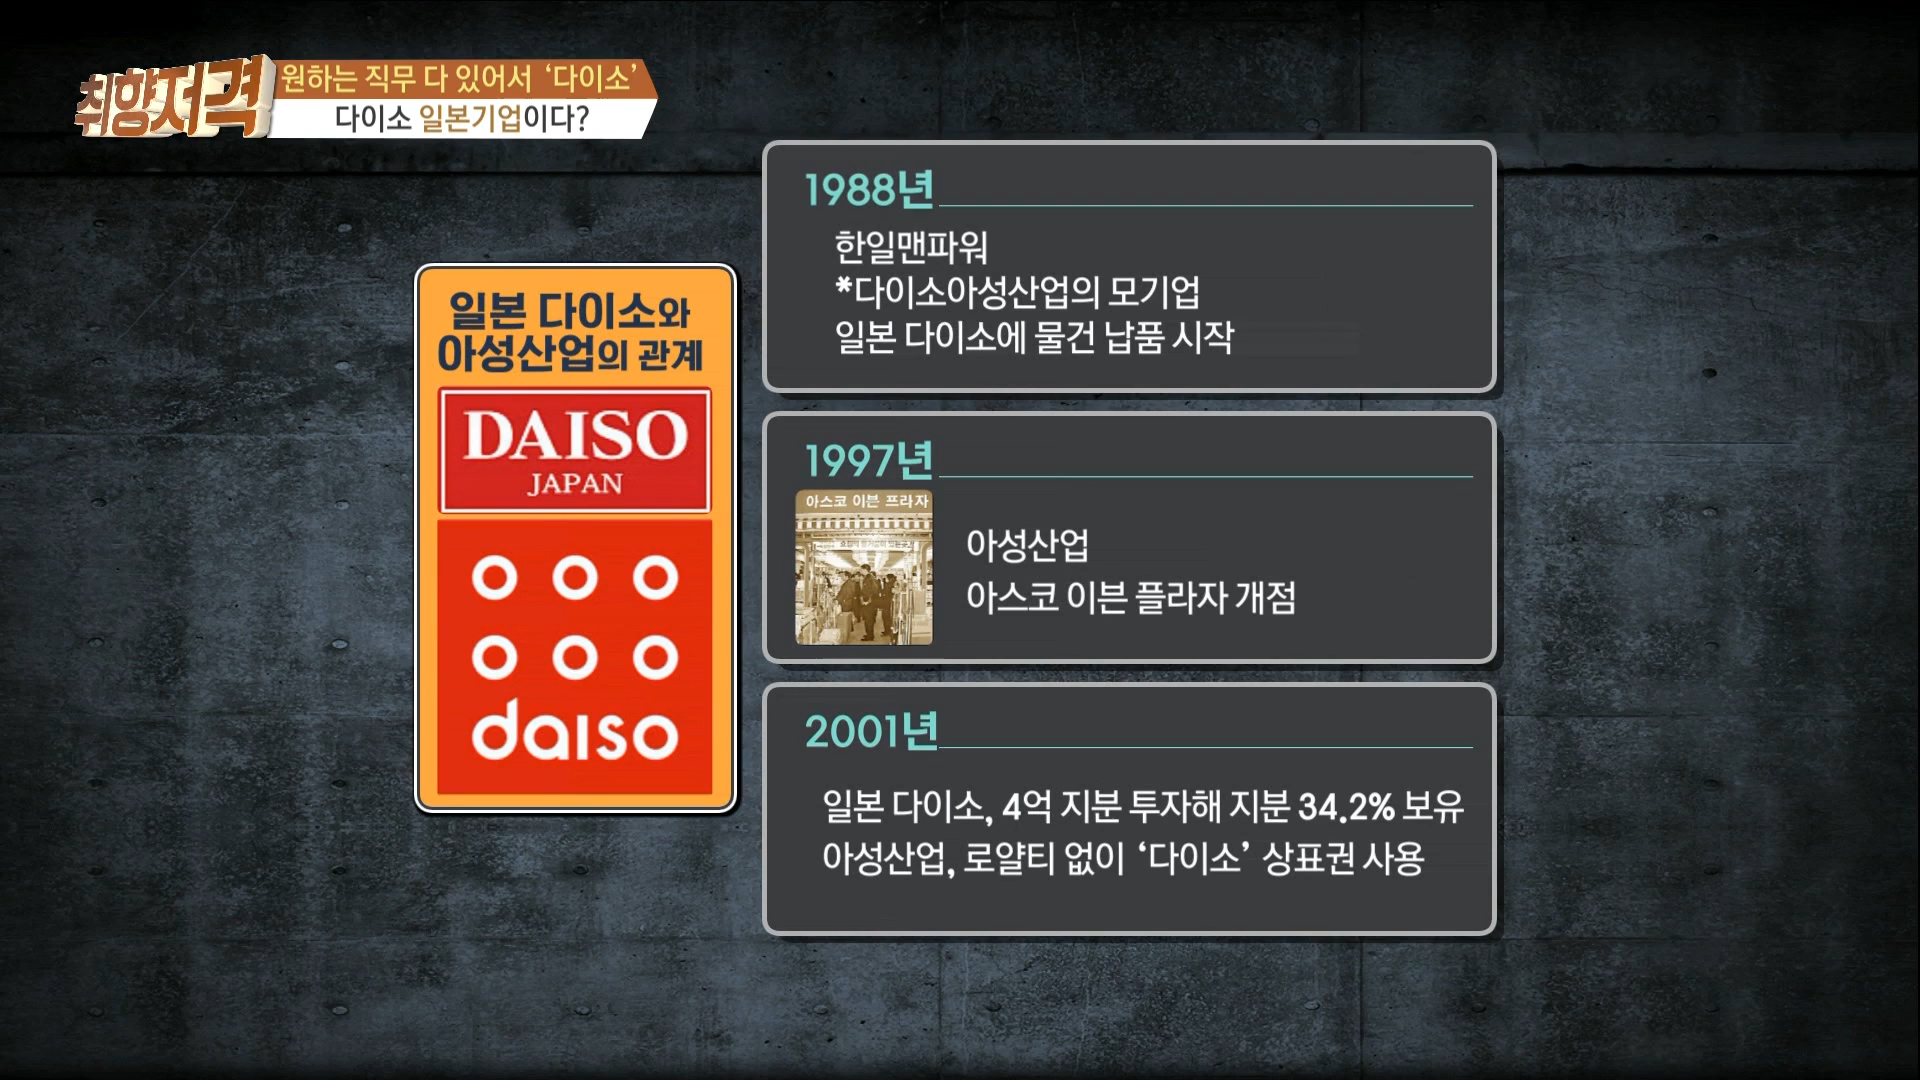 취향저격
원하는 직무 다 있어서 ‘다이소’
다이소 일본기업이다?
일본 다이소와
아성산업의 관계
DAISO
JAPAN
daiso
1988년
한일맨파워
*다이소아성산업의 모기업
일본 다이소에 물건 납품 시작
1997년
아스코 이븐 프라자
아성산업
아스코 이븐 플라자 개점
2001년
일본 다이소, 4억 지분 투자해 지분 34.2% 보유
아성산업, 로얄티 없이 ‘다이소’ 상표권 사용